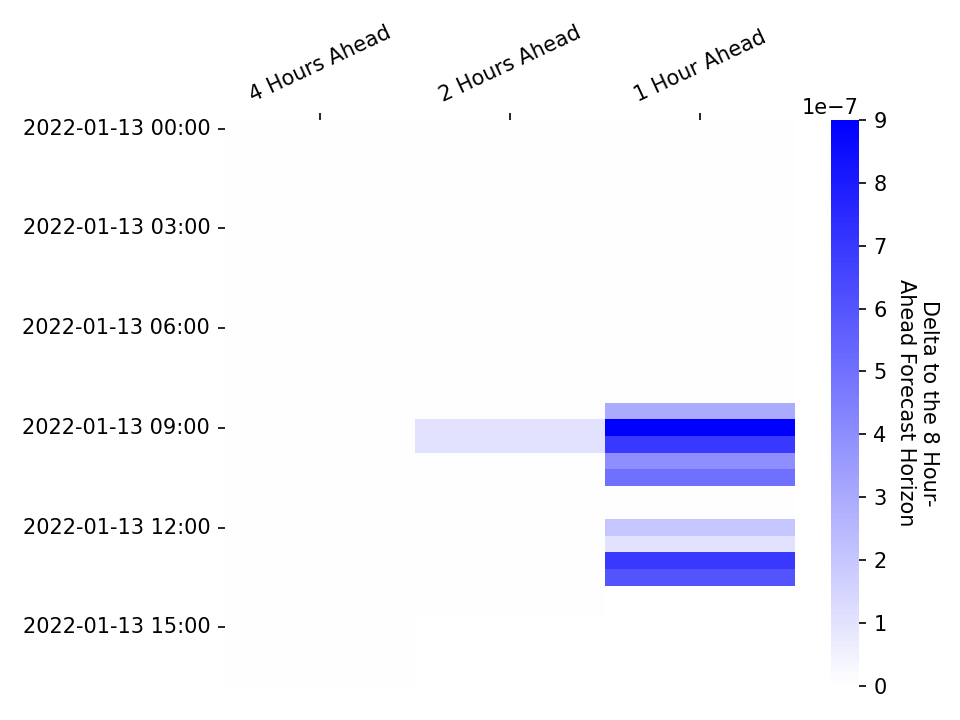 4 Hours Ahead
2 Hours Ahead
1 Hour Ahead
1e−7
2022-01-13 00:00
2022-01-13 03:00
2022-01-13 06:00
2022-01-13 09:00
2022-01-13 12:00
2022-01-13 15:00
9
8
7
6
5
4
3
2
1
0
Delta to the 8 Hour-
Ahead Forecast Horizon